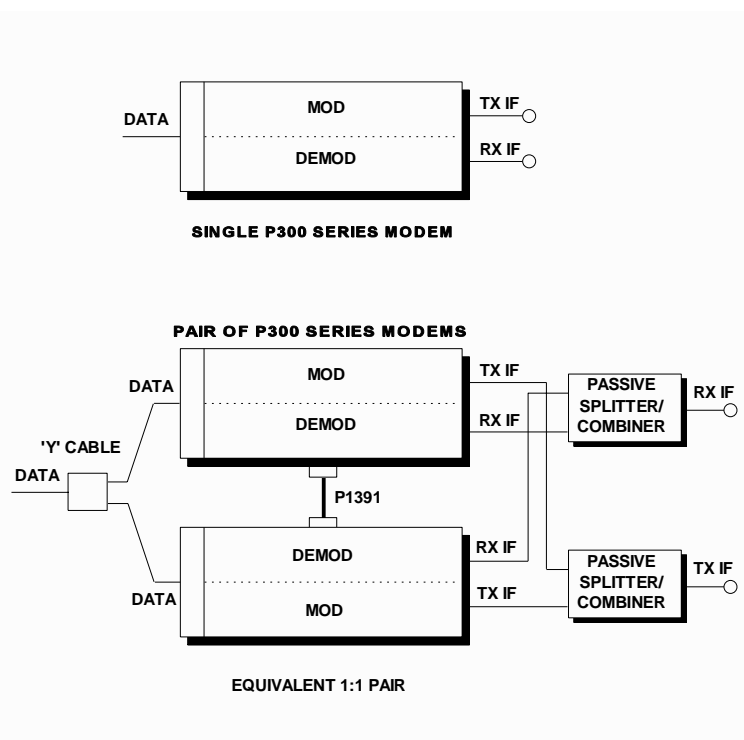 DATA
MOD
DEMOD
TX IF
RX IF
SINGLE P300 SERIES MODEM
PAIR OF P300 SERIES MODEMS
DATA
MOD
DEMOD
TX IF
RX IF
PASSIVE
SPLITTER/
COMBINER
RX IF
'Y' CABLE
DATA
P1391
DATA
DEMOD
MOD
RX IF
TX IF
PASSIVE
SPLITTER/
COMBINER
TX IF
EQUIVALENT 1:1 PAIR